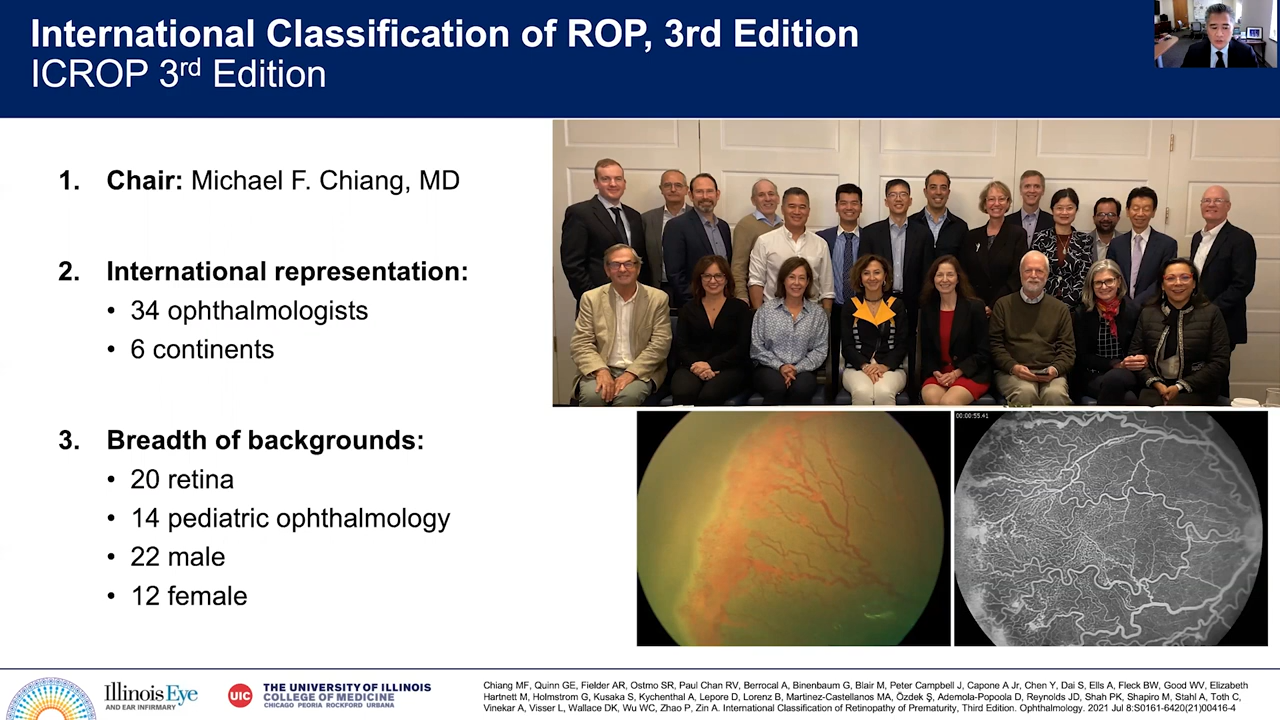 International Classification of ROP, 3rd Edition
ICROP 3rd Edition
1. Chair: Michael F. Chiang, MD
2. International representation:
• 34 ophthalmologists
• 6 continents
3. Breadth of backgrounds:
• 20 retina
• 14 pediatric ophthalmology
• 22 male
• 12 female
00:00:55.41
Illinois Eye
AND EAR INFIRMARY
UIC
THE UNIVERSITY OF ILLINOIS
COLLEGE OF MEDICINE
CHICAGO PEORIA ROCKFORD URBANA
Chiang MF, Quinn GE, Fielder AR, Ostmo SR, Paul Chan RV, Berrocal A, Binenbaum G, Blair M, Peter Campbell J, Capone A Jr, Chen Y, Dai S, Ells A, Fleck BW, Good WV, Elizabeth
Hartnett M, Holmstrom G, Kusaka S, Kychenthal A, Lepore D, Lorenz B, Martinez-Castellanos MA, Özdek Ş, Ademola-Popoola D, Reynolds JD, Shah PK, Shapiro M, Stahl A, Toth C,
Vinekar A, Visser L, Wallace DK, Wu WC, Zhao P, Zin A. International Classification of Retinopathy of Prematurity, Third Edition. Ophthalmology. 2021 Jul 8:S0161-6420(21)00416-4